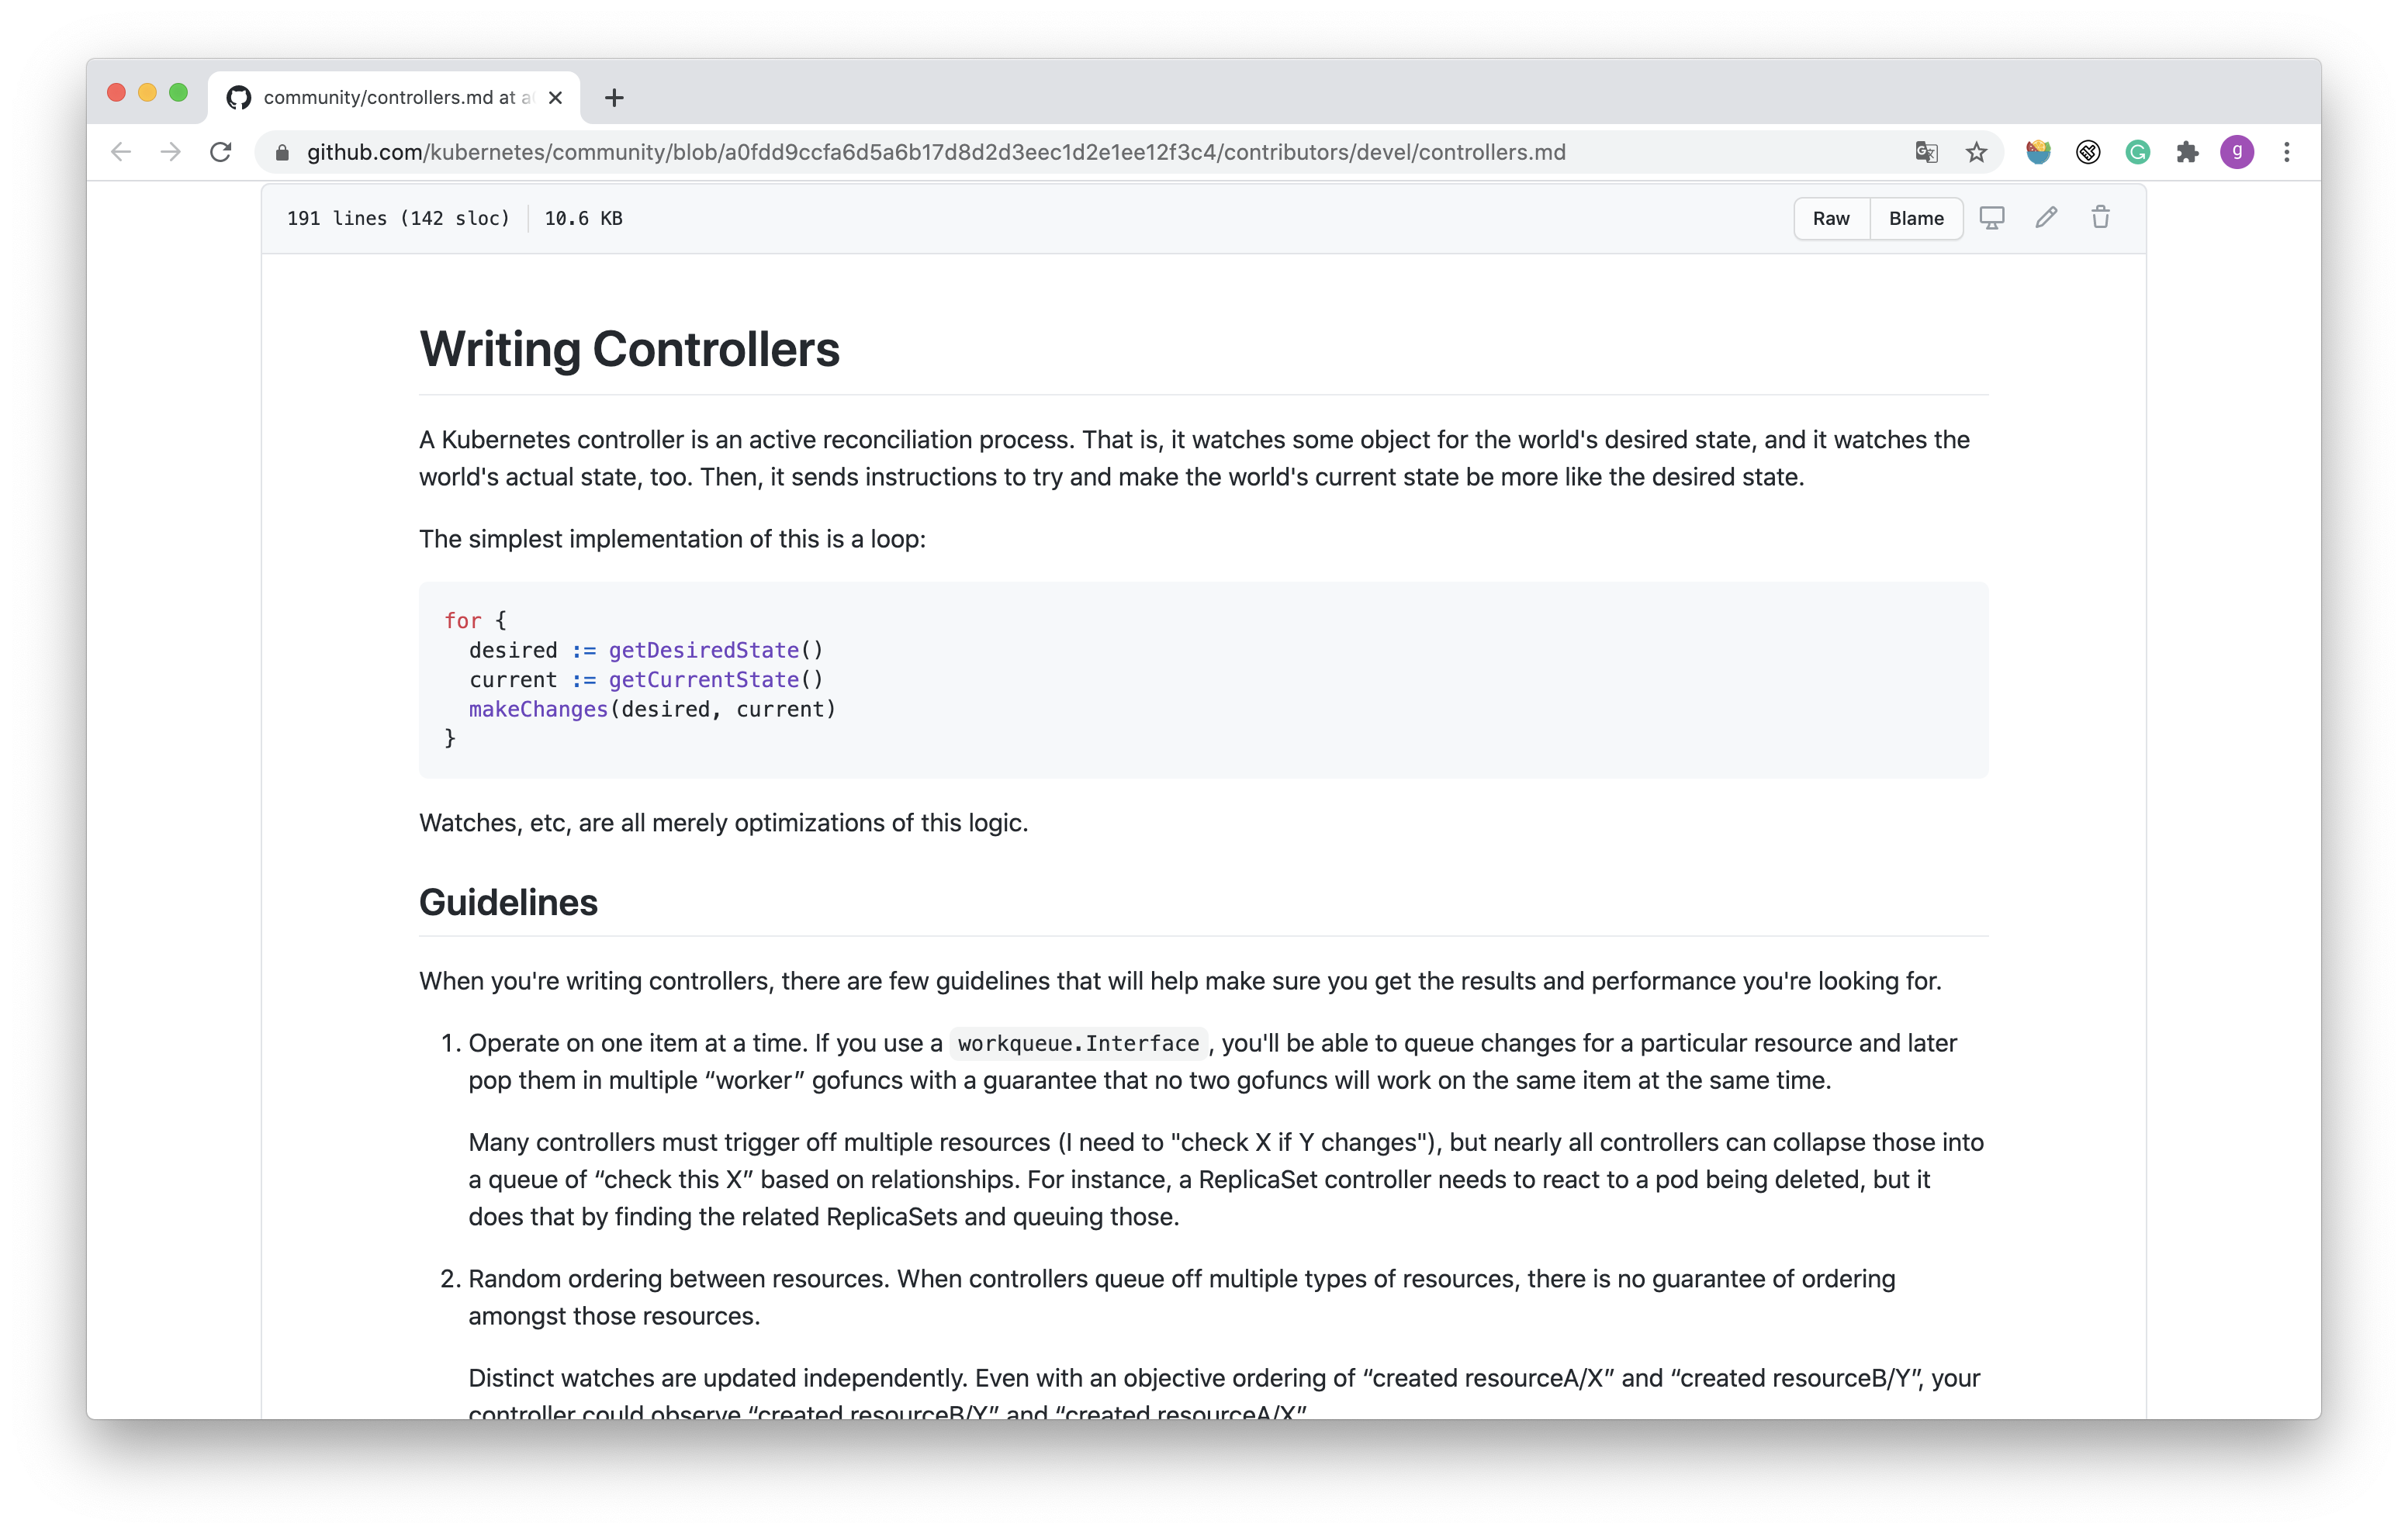 community/controllers.md at a
github.com/kubernetes/community/blob/a0fdd9ccfa6d5a6b17d8d2d3eec1d2e1ee12f3c4/contributors/devel/controllers.md
g
191 lines (142 sloc) 10.6 KB
Raw Blame
Writing Controllers
A Kubernetes controller is an active reconciliation process. That is, it watches some object for the world's desired state, and it watches the
world's actual state, too. Then, it sends instructions to try and make the world's current state be more like the desired state.
The simplest implementation of this is a loop:
for {
  desired := getDesiredState()
  current := getCurrentState()
  makeChanges(desired, current)
}
Watches, etc, are all merely optimizations of this logic.
Guidelines
When you're writing controllers, there are few guidelines that will help make sure you get the results and performance you're looking for.
1. Operate on one item at a time. If you use a workqueue.Interface, you'll be able to queue changes for a particular resource and later
pop them in multiple “worker” gofuncs with a guarantee that no two gofuncs will work on the same item at the same time.
Many controllers must trigger off multiple resources (I need to "check X if Y changes"), but nearly all controllers can collapse those into
a queue of “check this X” based on relationships. For instance, a ReplicaSet controller needs to react to a pod being deleted, but it
does that by finding the related ReplicaSets and queuing those.
2. Random ordering between resources. When controllers queue off multiple types of resources, there is no guarantee of ordering
amongst those resources.
Distinct watches are updated independently. Even with an objective ordering of “created resourceA/X” and “created resourceB/Y”, your
controller could observe “created resourceB/Y” and “created resourceA/X”